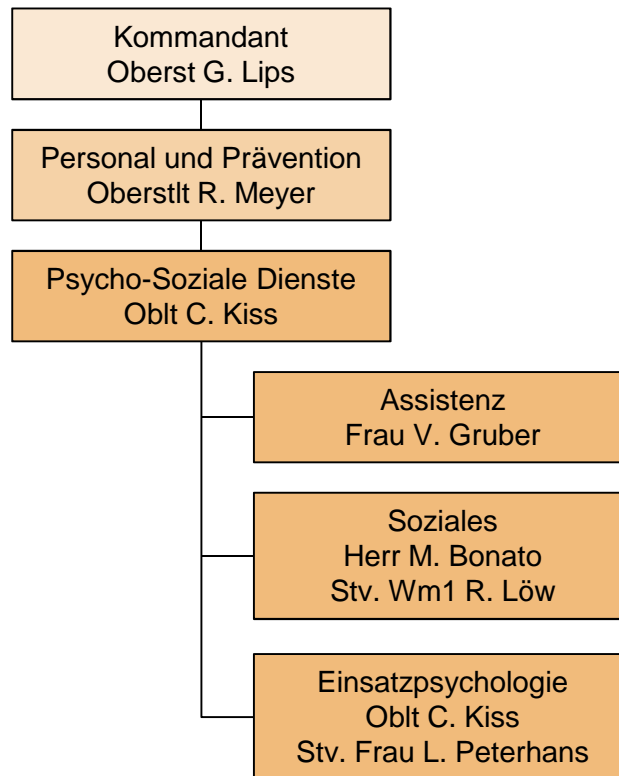 Kommandant
Oberst G. Lips
Personal und Prävention
Oberstlt R. Meyer
Psycho-Soziale Dienste
Oblt C. Kiss
Assistenz
Frau V. Gruber
Soziales
Herr M. Bonato
Stv. Wm1 R. Löw
Einsatzpsychologie
Oblt C. Kiss
Stv. Frau L. Peterhans